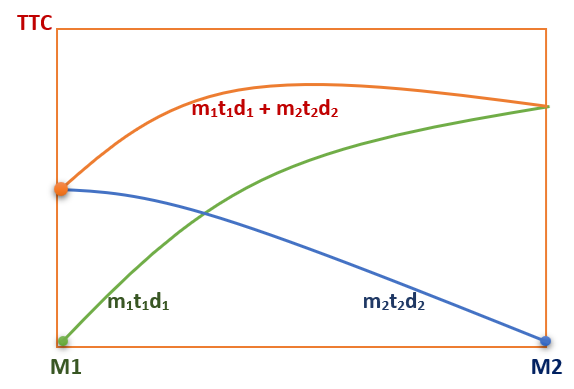 TTC
m₁t₁d₁ + m₂t₂d₂
m₁t₁d₁
m₂t₂d₂
M1
M2